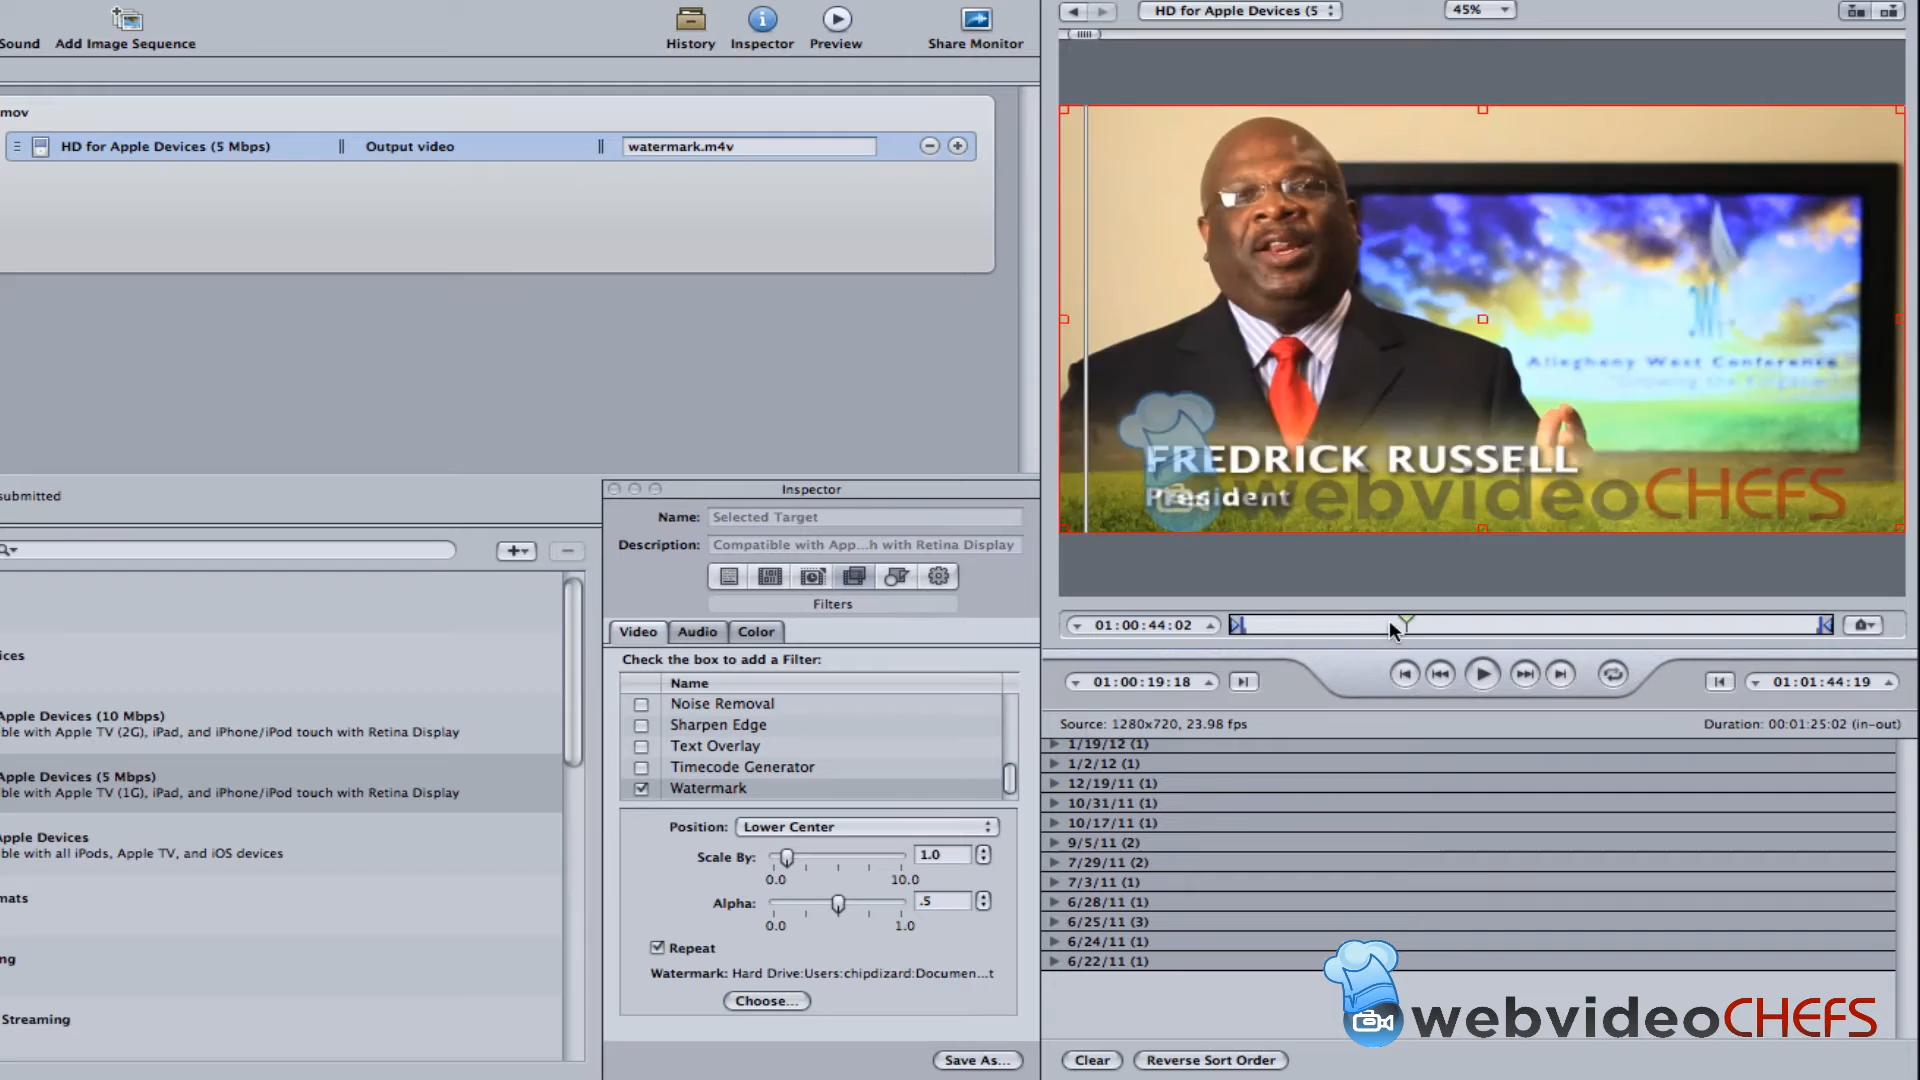 Sound
Add Image Sequence
History
Inspector
Preview
Share Monitor
HD for Apple Devices (5
45%
mov
HD for Apple Devices (5 Mbps)
Output video
watermark.m4v
Allegheny West Conference
FREDRICK RUSSELL
President
webvideoCHEFS
submitted
Inspector
Name: Selected Target
Description: Compatible with App...h with Retina Display
Filters
Video
Audio
Color
Check the box to add a Filter:
Name
Noise Removal
Sharpen Edge
Text Overlay
Timecode Generator
Watermark
Position: Lower Center
Scale By: 1.0
0.0 10.0
Alpha: .5
0.0 1.0
Repeat
Watermark: Hard Drive:Users:chipdizard:Documen...t
Choose...
Save As...
ices
Apple Devices (10 Mbps)
ble with Apple TV (2G), iPad, and iPhone/iPod touch with Retina Display
Apple Devices (5 Mbps)
ble with Apple TV (1G), iPad, and iPhone/iPod touch with Retina Display
Apple Devices
ble with all iPods, Apple TV, and iOS devices
mats
ng
Streaming
01:00:44:02
01:00:19:18
01:01:44:19
Source: 1280x720, 23.98 fps
Duration: 00:01:25:02 (in-out)
1/19/12 (1)
1/2/12 (1)
12/19/11 (1)
10/31/11 (1)
10/17/11 (1)
9/5/11 (2)
7/29/11 (2)
7/3/11 (1)
6/28/11 (1)
6/25/11 (3)
6/24/11 (1)
6/22/11 (1)
webvideoCHEFS
Clear
Reverse Sort Order